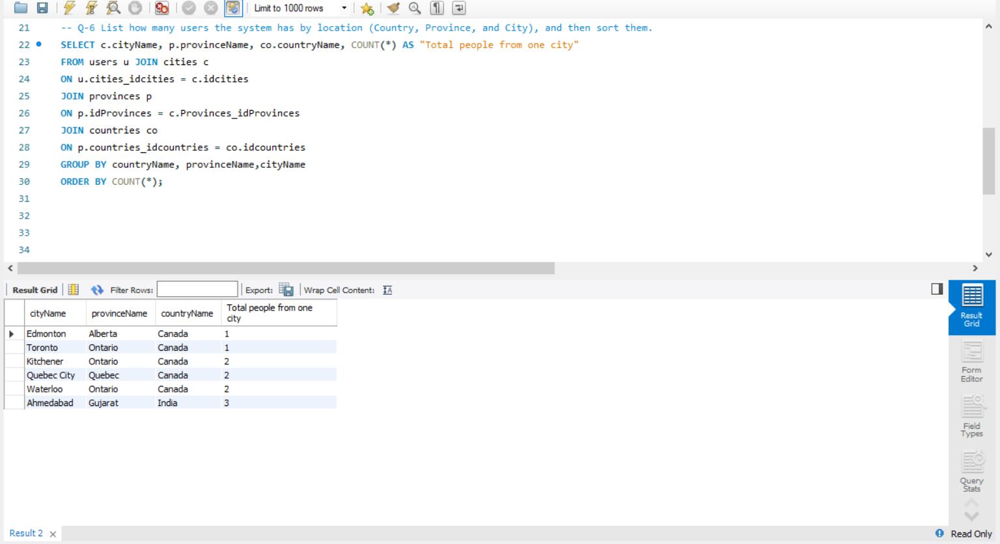 Limit to 1000 rows
21 -- Q-6 List how many users the system has by location (Country, Province, and City), and then sort them.
22 SELECT c.cityName, p.provinceName, co.countryName, COUNT(*) AS "Total people from one city"
23 FROM users u JOIN cities c
24 ON u.cities_idcities = c.idcities
25 JOIN provinces p
26 ON p.idProvinces = c.Provinces_idProvinces
27 JOIN countries co
28 ON p.countries_idcountries = co.idcountries
29 GROUP BY countryName, provinceName,cityName
30 ORDER BY COUNT(*);
31
32
33
34
Result Grid Filter Rows: Export: Wrap Cell Content: IA
cityName provinceName countryName Total people from one
city
Edmonton Alberta Canada 1
Toronto Ontario Canada 1
Kitchener Ontario Canada 2
Quebec City Quebec Canada 2
Waterloo Ontario Canada 2
Ahmedabad Gujarat India 3
Result
Grid
Form
Editor
Field
Types
Query
Stats
Result 2 Read Only